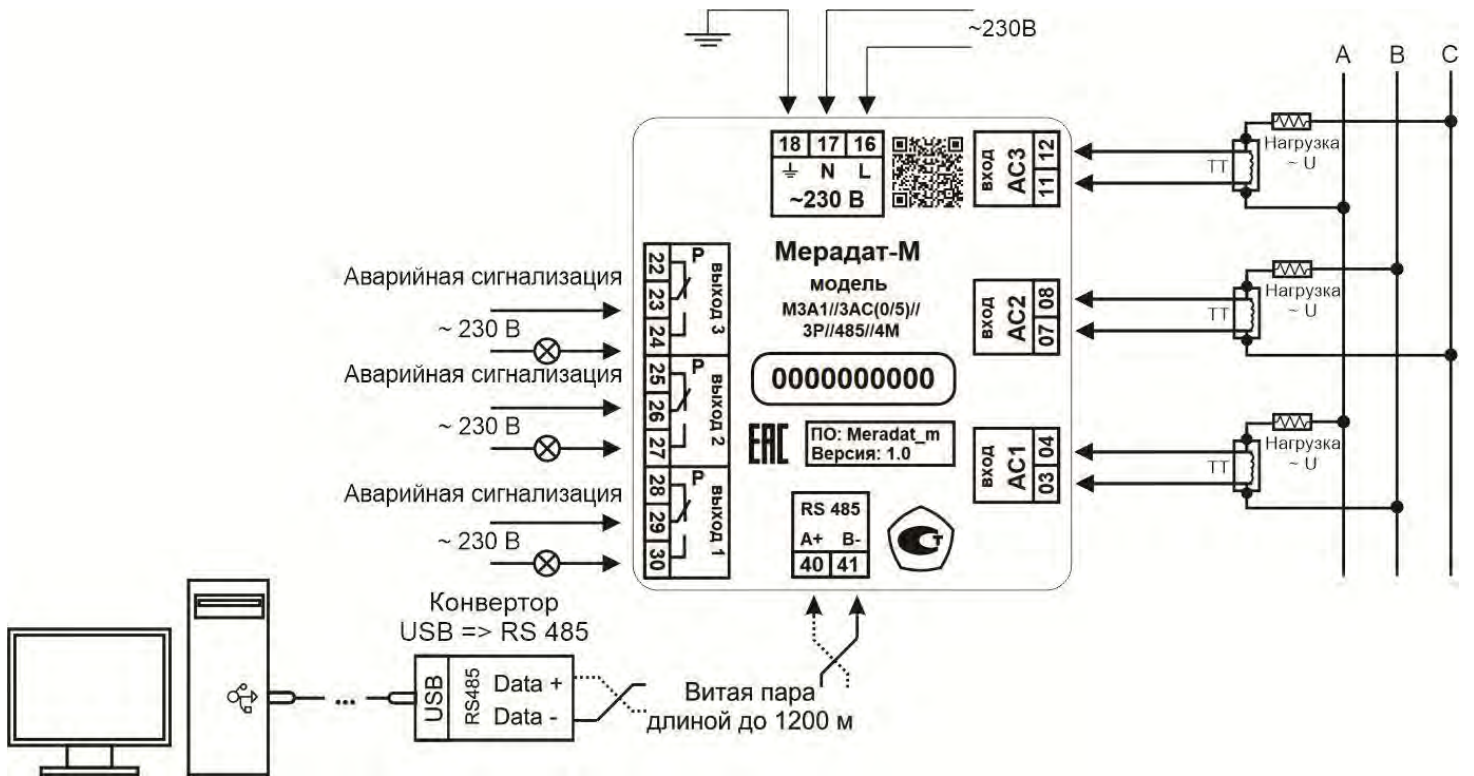 ~230В
A B C
18 17 16
N L
~230 В
вход
AC3
11 12
ТТ
Нагрузка
~ U
Мерадат-М
модель
М3А1//3АС(0/5)//
3Р//485//4М
0000000000
ПО: Meradat_m
Версия: 1.0
EAC
вход
AC2
07 08
ТТ
Нагрузка
~ U
вход
AC1
03 04
ТТ
Нагрузка
~ U
Аварийная сигнализация
~ 230 В
22 23 24
Р
выход 3
Аварийная сигнализация
~ 230 В
25 26 27
Р
выход 2
Аварийная сигнализация
~ 230 В
28 29 30
Р
выход 1
RS 485
A+ B-
40 41
С Т
Конвертор
USB => RS 485
USB
RS485
Data +
Data -
...
Витая пара
длиной до 1200 м